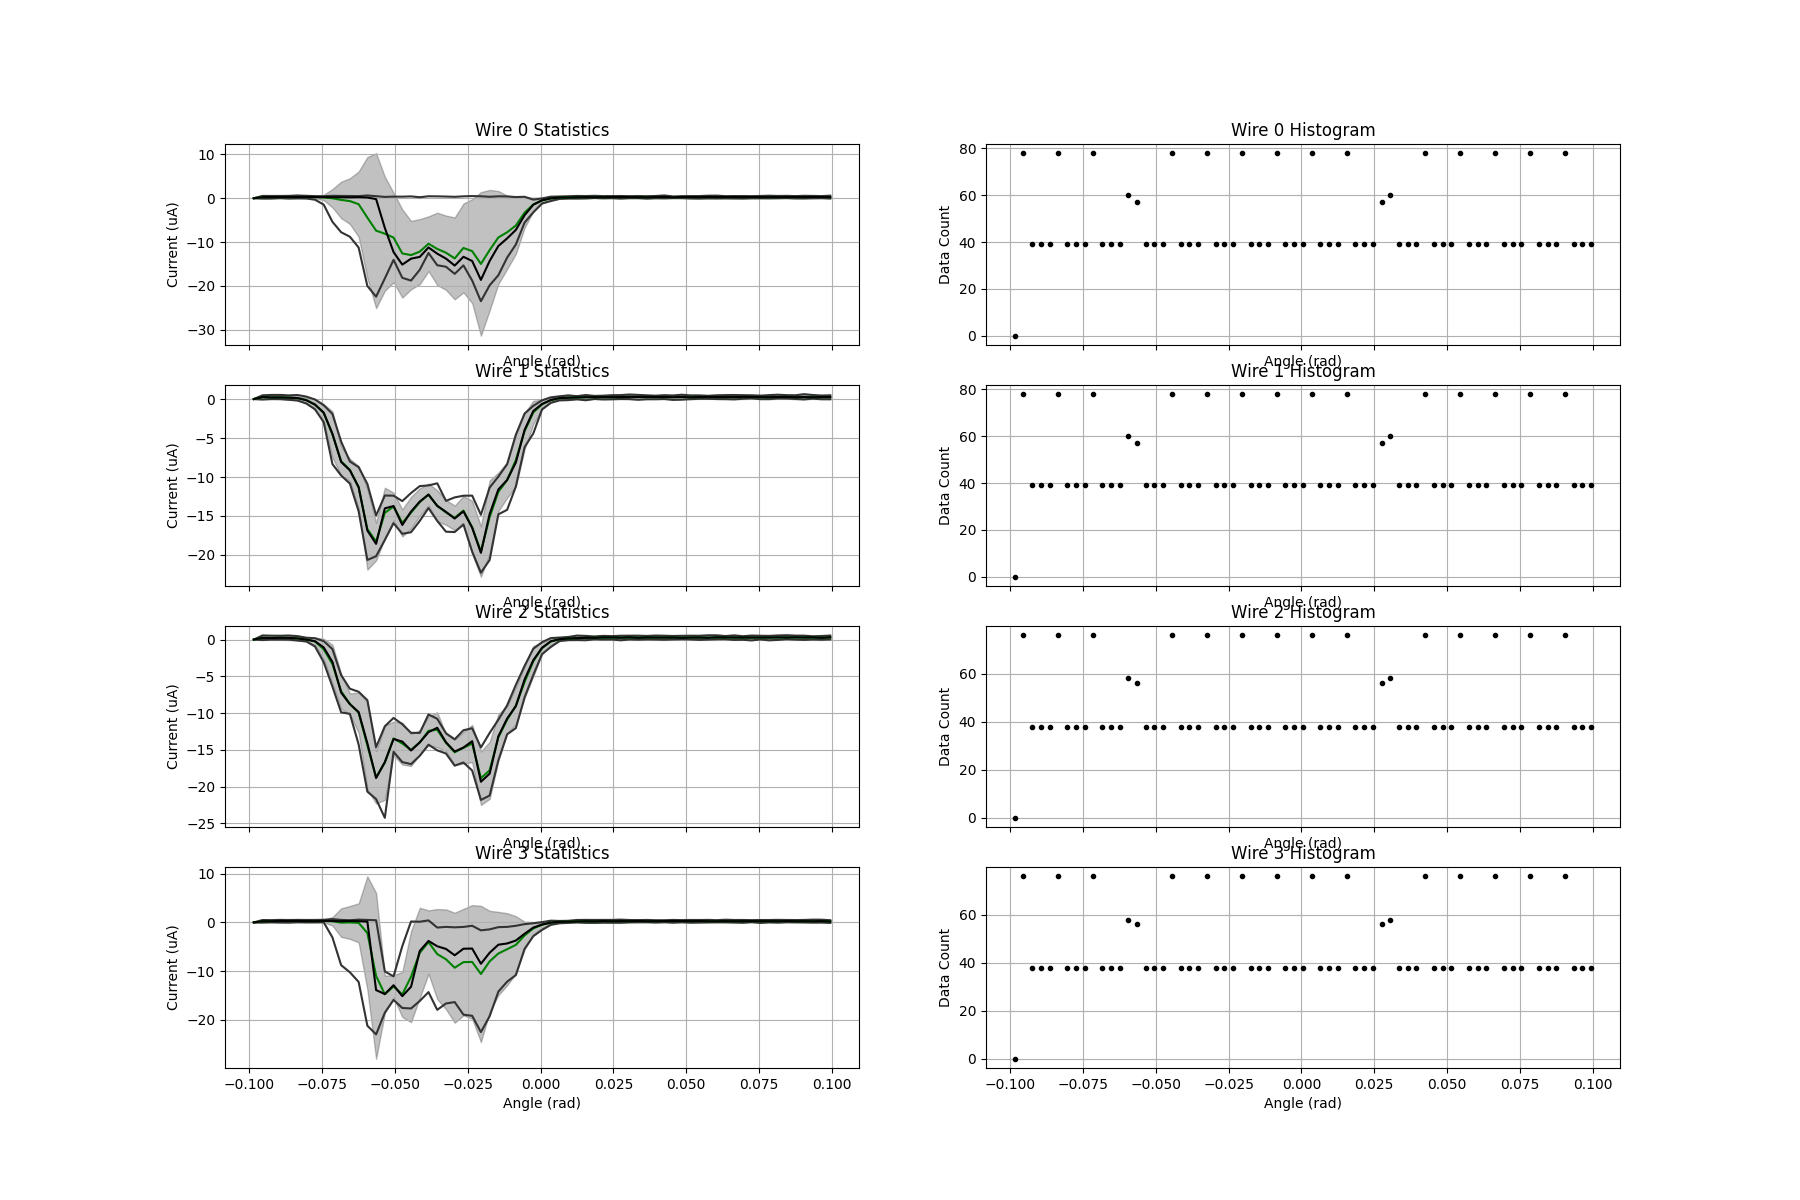 Wire 0 Statistics
Current (uA)
10
0
−10
−20
−30
Angle (rad)
Wire 0 Histogram
Data Count
80
60
40
20
0
Angle (rad)
Wire 1 Statistics
Current (uA)
0
−5
−10
−15
−20
Angle (rad)
Wire 1 Histogram
Data Count
80
60
40
20
0
Angle (rad)
Wire 2 Statistics
Current (uA)
0
−5
−10
−15
−20
−25
Angle (rad)
Wire 2 Histogram
Data Count
60
40
20
0
Angle (rad)
Wire 3 Statistics
Current (uA)
10
0
−10
−20
−0.100 −0.075 −0.050 −0.025 0.000 0.025 0.050 0.075 0.100
Angle (rad)
Wire 3 Histogram
Data Count
60
40
20
0
−0.100 −0.075 −0.050 −0.025 0.000 0.025 0.050 0.075 0.100
Angle (rad)